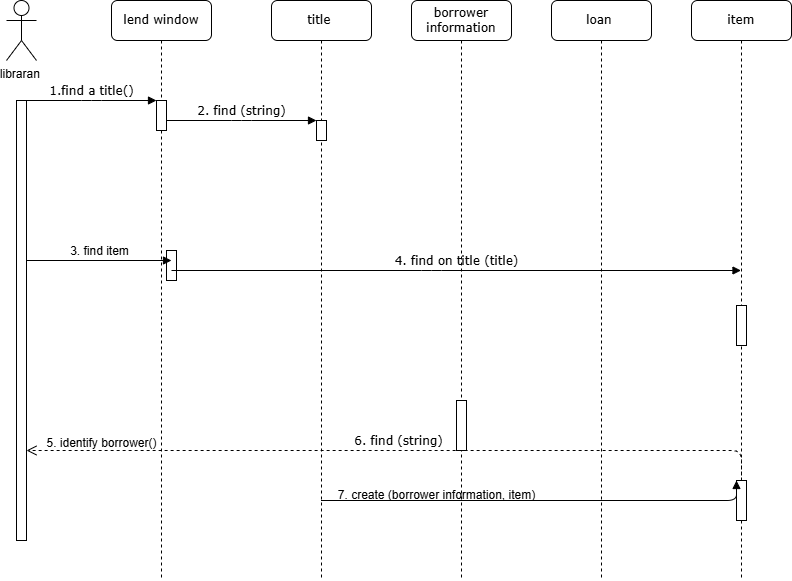 lend window
title
borrower
information
loan
item
libraran
1.find a title()
2. find (string)
3. find item
4. find on title (title)
5. identify borrower()
6. find (string)
7. create (borrower information, item)